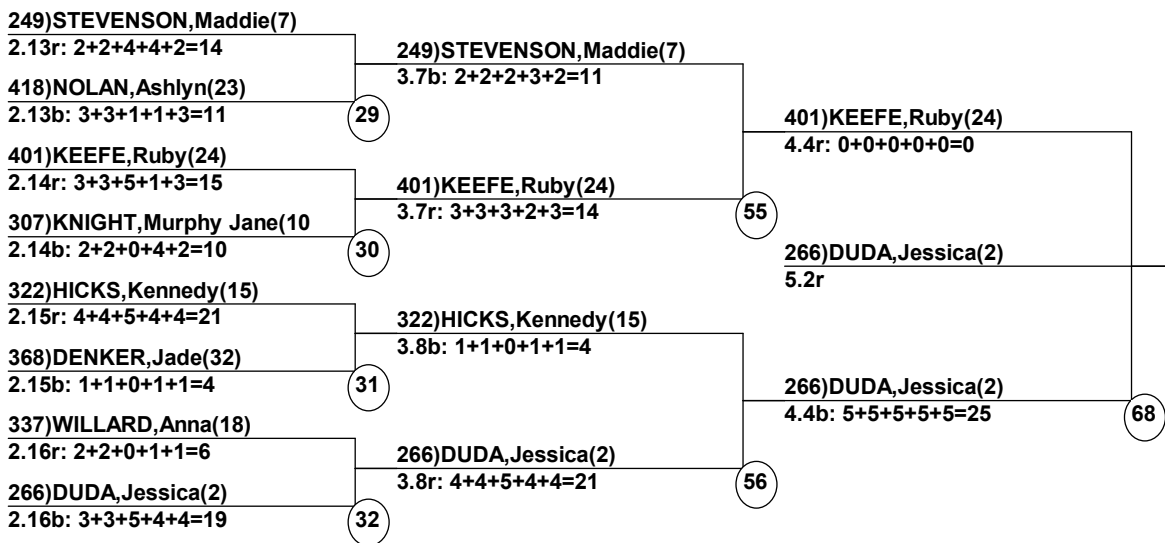 249)STEVENSON,Maddie(7)
2.13r: 2+2+4+4+2=14
418)NOLAN,Ashlyn(23)
2.13b: 3+3+1+1+3=11
29
401)KEEFE,Ruby(24)
2.14r: 3+3+5+1+3=15
307)KNIGHT,Murphy Jane(10
2.14b: 2+2+0+4+2=10
30
322)HICKS,Kennedy(15)
2.15r: 4+4+5+4+4=21
368)DENKER,Jade(32)
2.15b: 1+1+0+1+1=4
31
337)WILLARD,Anna(18)
2.16r: 2+2+0+1+1=6
266)DUDA,Jessica(2)
2.16b: 3+3+5+4+4=19
32
249)STEVENSON,Maddie(7)
3.7b: 2+2+2+3+2=11
401)KEEFE,Ruby(24)
3.7r: 3+3+3+2+3=14
55
322)HICKS,Kennedy(15)
3.8b: 1+1+0+1+1=4
266)DUDA,Jessica(2)
3.8r: 4+4+5+4+4=21
56
401)KEEFE,Ruby(24)
4.4r: 0+0+0+0+0=0
266)DUDA,Jessica(2)
5.2r
266)DUDA,Jessica(2)
4.4b: 5+5+5+5+5=25
68